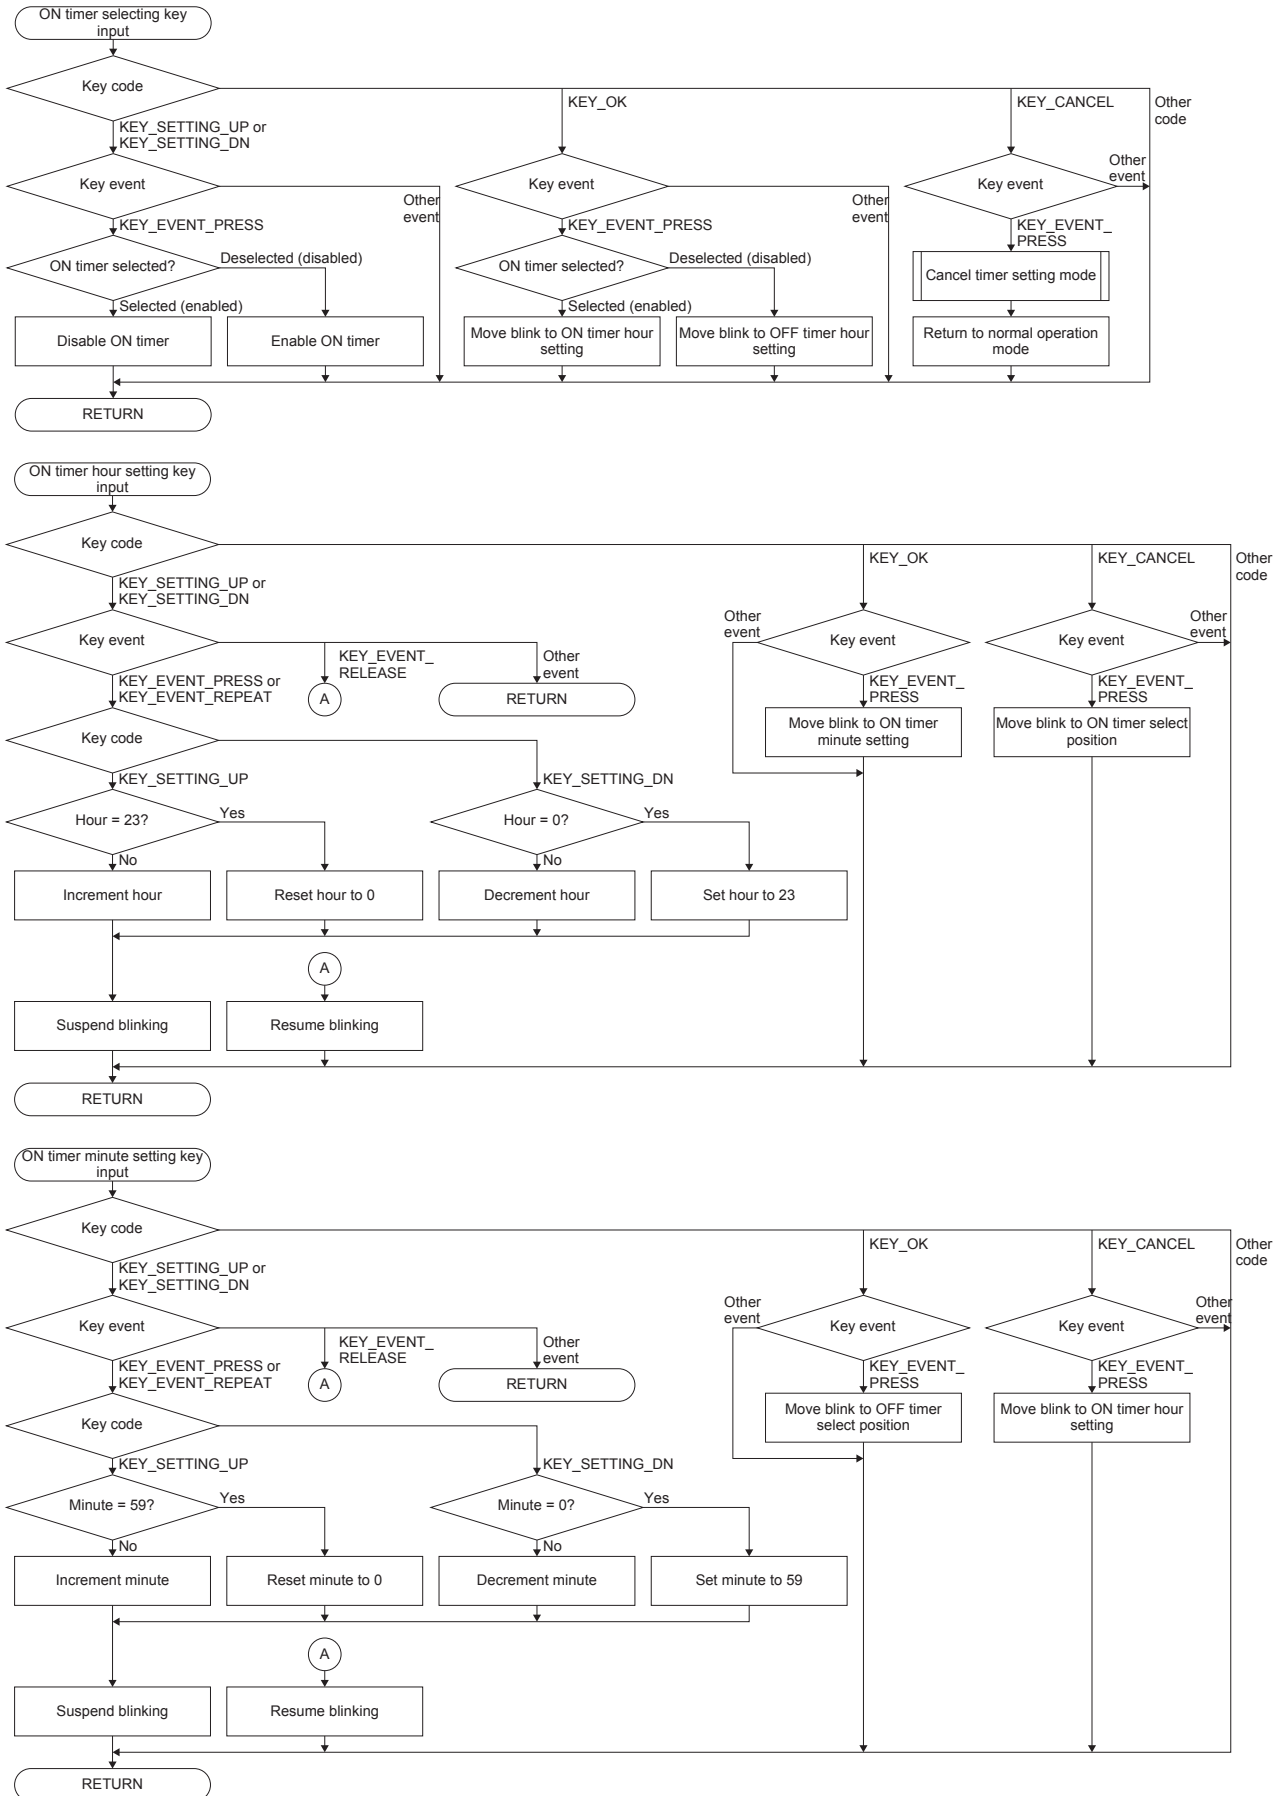 ON timer selecting key
input
Key code
KEY_OK
KEY_CANCEL
Other
code
KEY_SETTING_UP or
KEY_SETTING_DN
Key event
Other
event
Key event
Other
event
Key event
Other
event
KEY_EVENT_PRESS
KEY_EVENT_PRESS
KEY_EVENT_
PRESS
ON timer selected?
Deselected (disabled)
ON timer selected?
Deselected (disabled)
Cancel timer setting mode
Selected (enabled)
Selected (enabled)
Disable ON timer
Enable ON timer
Move blink to ON timer hour
setting
Move blink to OFF timer hour
setting
Return to normal operation
mode
RETURN
ON timer hour setting key
input
Key code
KEY_OK
KEY_CANCEL
Other
code
KEY_SETTING_UP or
KEY_SETTING_DN
Key event
KEY_EVENT_
RELEASE
Other
event
Other
event
Key event
Key event
Other
event
KEY_EVENT_PRESS or
KEY_EVENT_REPEAT
A
RETURN
KEY_EVENT_
PRESS
KEY_EVENT_
PRESS
Key code
Move blink to ON timer
minute setting
Move blink to ON timer select
position
KEY_SETTING_UP
KEY_SETTING_DN
Hour = 23?
Yes
Hour = 0?
Yes
No
No
Increment hour
Reset hour to 0
Decrement hour
Set hour to 23
A
Suspend blinking
Resume blinking
RETURN
ON timer minute setting key
input
Key code
KEY_OK
KEY_CANCEL
Other
code
KEY_SETTING_UP or
KEY_SETTING_DN
Key event
KEY_EVENT_
RELEASE
Other
event
Other
event
Key event
Key event
Other
event
KEY_EVENT_PRESS or
KEY_EVENT_REPEAT
A
RETURN
KEY_EVENT_
PRESS
KEY_EVENT_
PRESS
Key code
Move blink to OFF timer
select position
Move blink to ON timer hour
setting
KEY_SETTING_UP
KEY_SETTING_DN
Minute = 59?
Yes
Minute = 0?
Yes
No
No
Increment minute
Reset minute to 0
Decrement minute
Set minute to 59
A
Suspend blinking
Resume blinking
RETURN